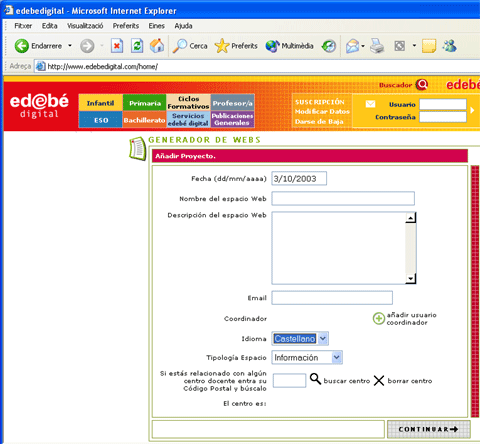 edebedigital - Microsoft Internet Explorer
Fitxer Edita Visualització Preferits Eines Ajuda
Endarrere Cerca Preferits Multimèdia
Adreça http://www.edebedigital.com/home/
Buscador edebé
edebé digital
Infantil Primaria Ciclos Formativos Profesor/a
ESO Bachillerato Servicios edebé digital Publicaciones Generales
SUSCRIPCIÓN
Modificar Datos
Darse de Baja
Usuario
Contraseña
GENERADOR DE WEBS
Añadir Proyecto.
Fecha (dd/mm/aaaa) 3/10/2003
Nombre del espacio Web
Descripción del espacio Web
Email
Coordinador añadir usuario coordinador
Idioma Castellano
Tipología Espacio Información
Si estás relacionado con algún
centro docente entra su
Código Postal y búscalo
buscar centro borrar centro
El centro es:
CONTINUAR